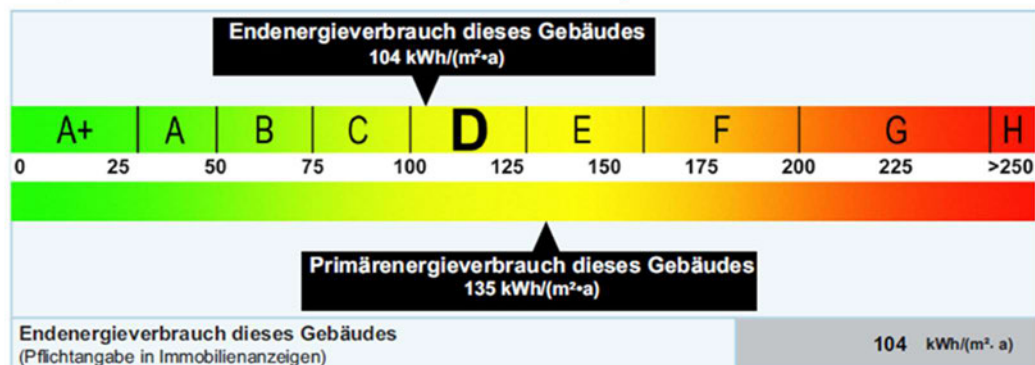 Endenergieverbrauch dieses Gebäudes
104 kWh/(m²•a)
A+ A B C D E F G H
0 25 50 75 100 125 150 175 200 225 >250
Primärenergieverbrauch dieses Gebäudes
135 kWh/(m²•a)
Endenergieverbrauch dieses Gebäudes
(Pflichtangabe in Immobilienanzeigen)
104 kWh/(m²· a)